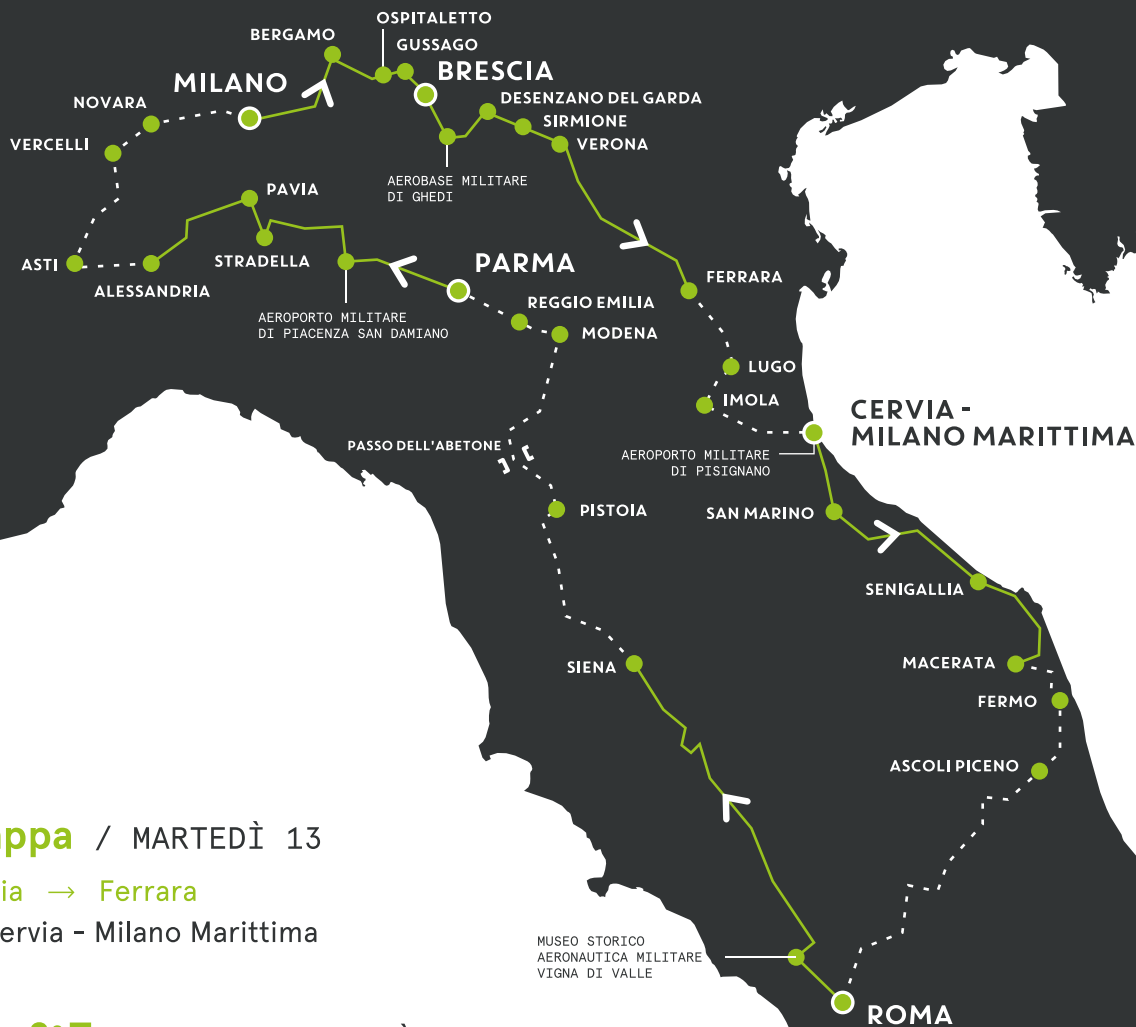 OSPITALETTO
BERGAMO
GUSSAGO
MILANO
BRESCIA
NOVARA
DESENZANO DEL GARDA
SIRMIONE
VERCELLI
VERONA
AEROBASE MILITARE
DI GHEDI
PAVIA
ASTI
STRADELLA
PARMA
ALESSANDRIA
FERRARA
REGGIO EMILIA
AEROPORTO MILITARE
DI PIACENZA SAN DAMIANO
MODENA
LUGO
IMOLA
CERVIA -
MILANO MARITTIMA
PASSO DELL'ABETONE
AEROPORTO MILITARE
DI PISIGNANO
PISTOIA
SAN MARINO
SENIGALLIA
SIENA
MACERATA
FERMO
ASCOLI PICENO
appa / MARTEDÌ 13
ia → Ferrara
ervia - Milano Marittima
MUSEO STORICO
AERONAUTICA MILITARE
VIGNA DI VALLE
ROMA